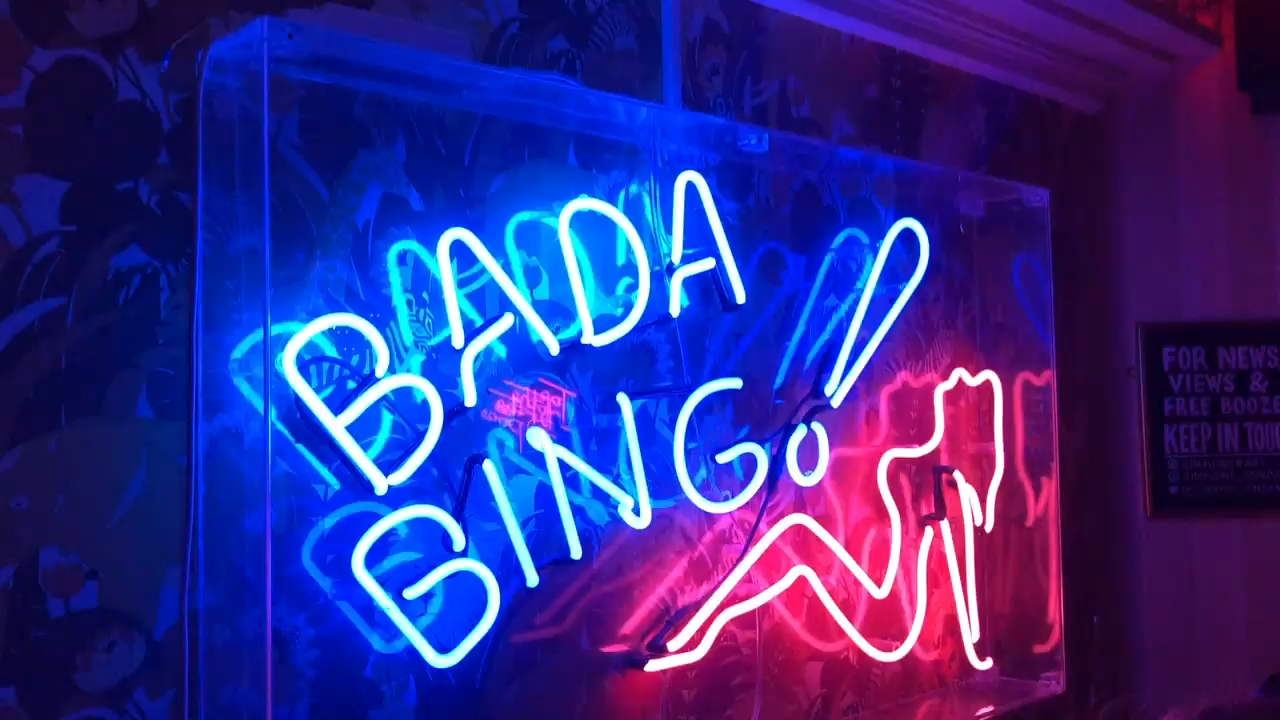 BADA
BING!
FOR NEWS
VIEWS &
FREE BOOZE
KEEP IN TOU